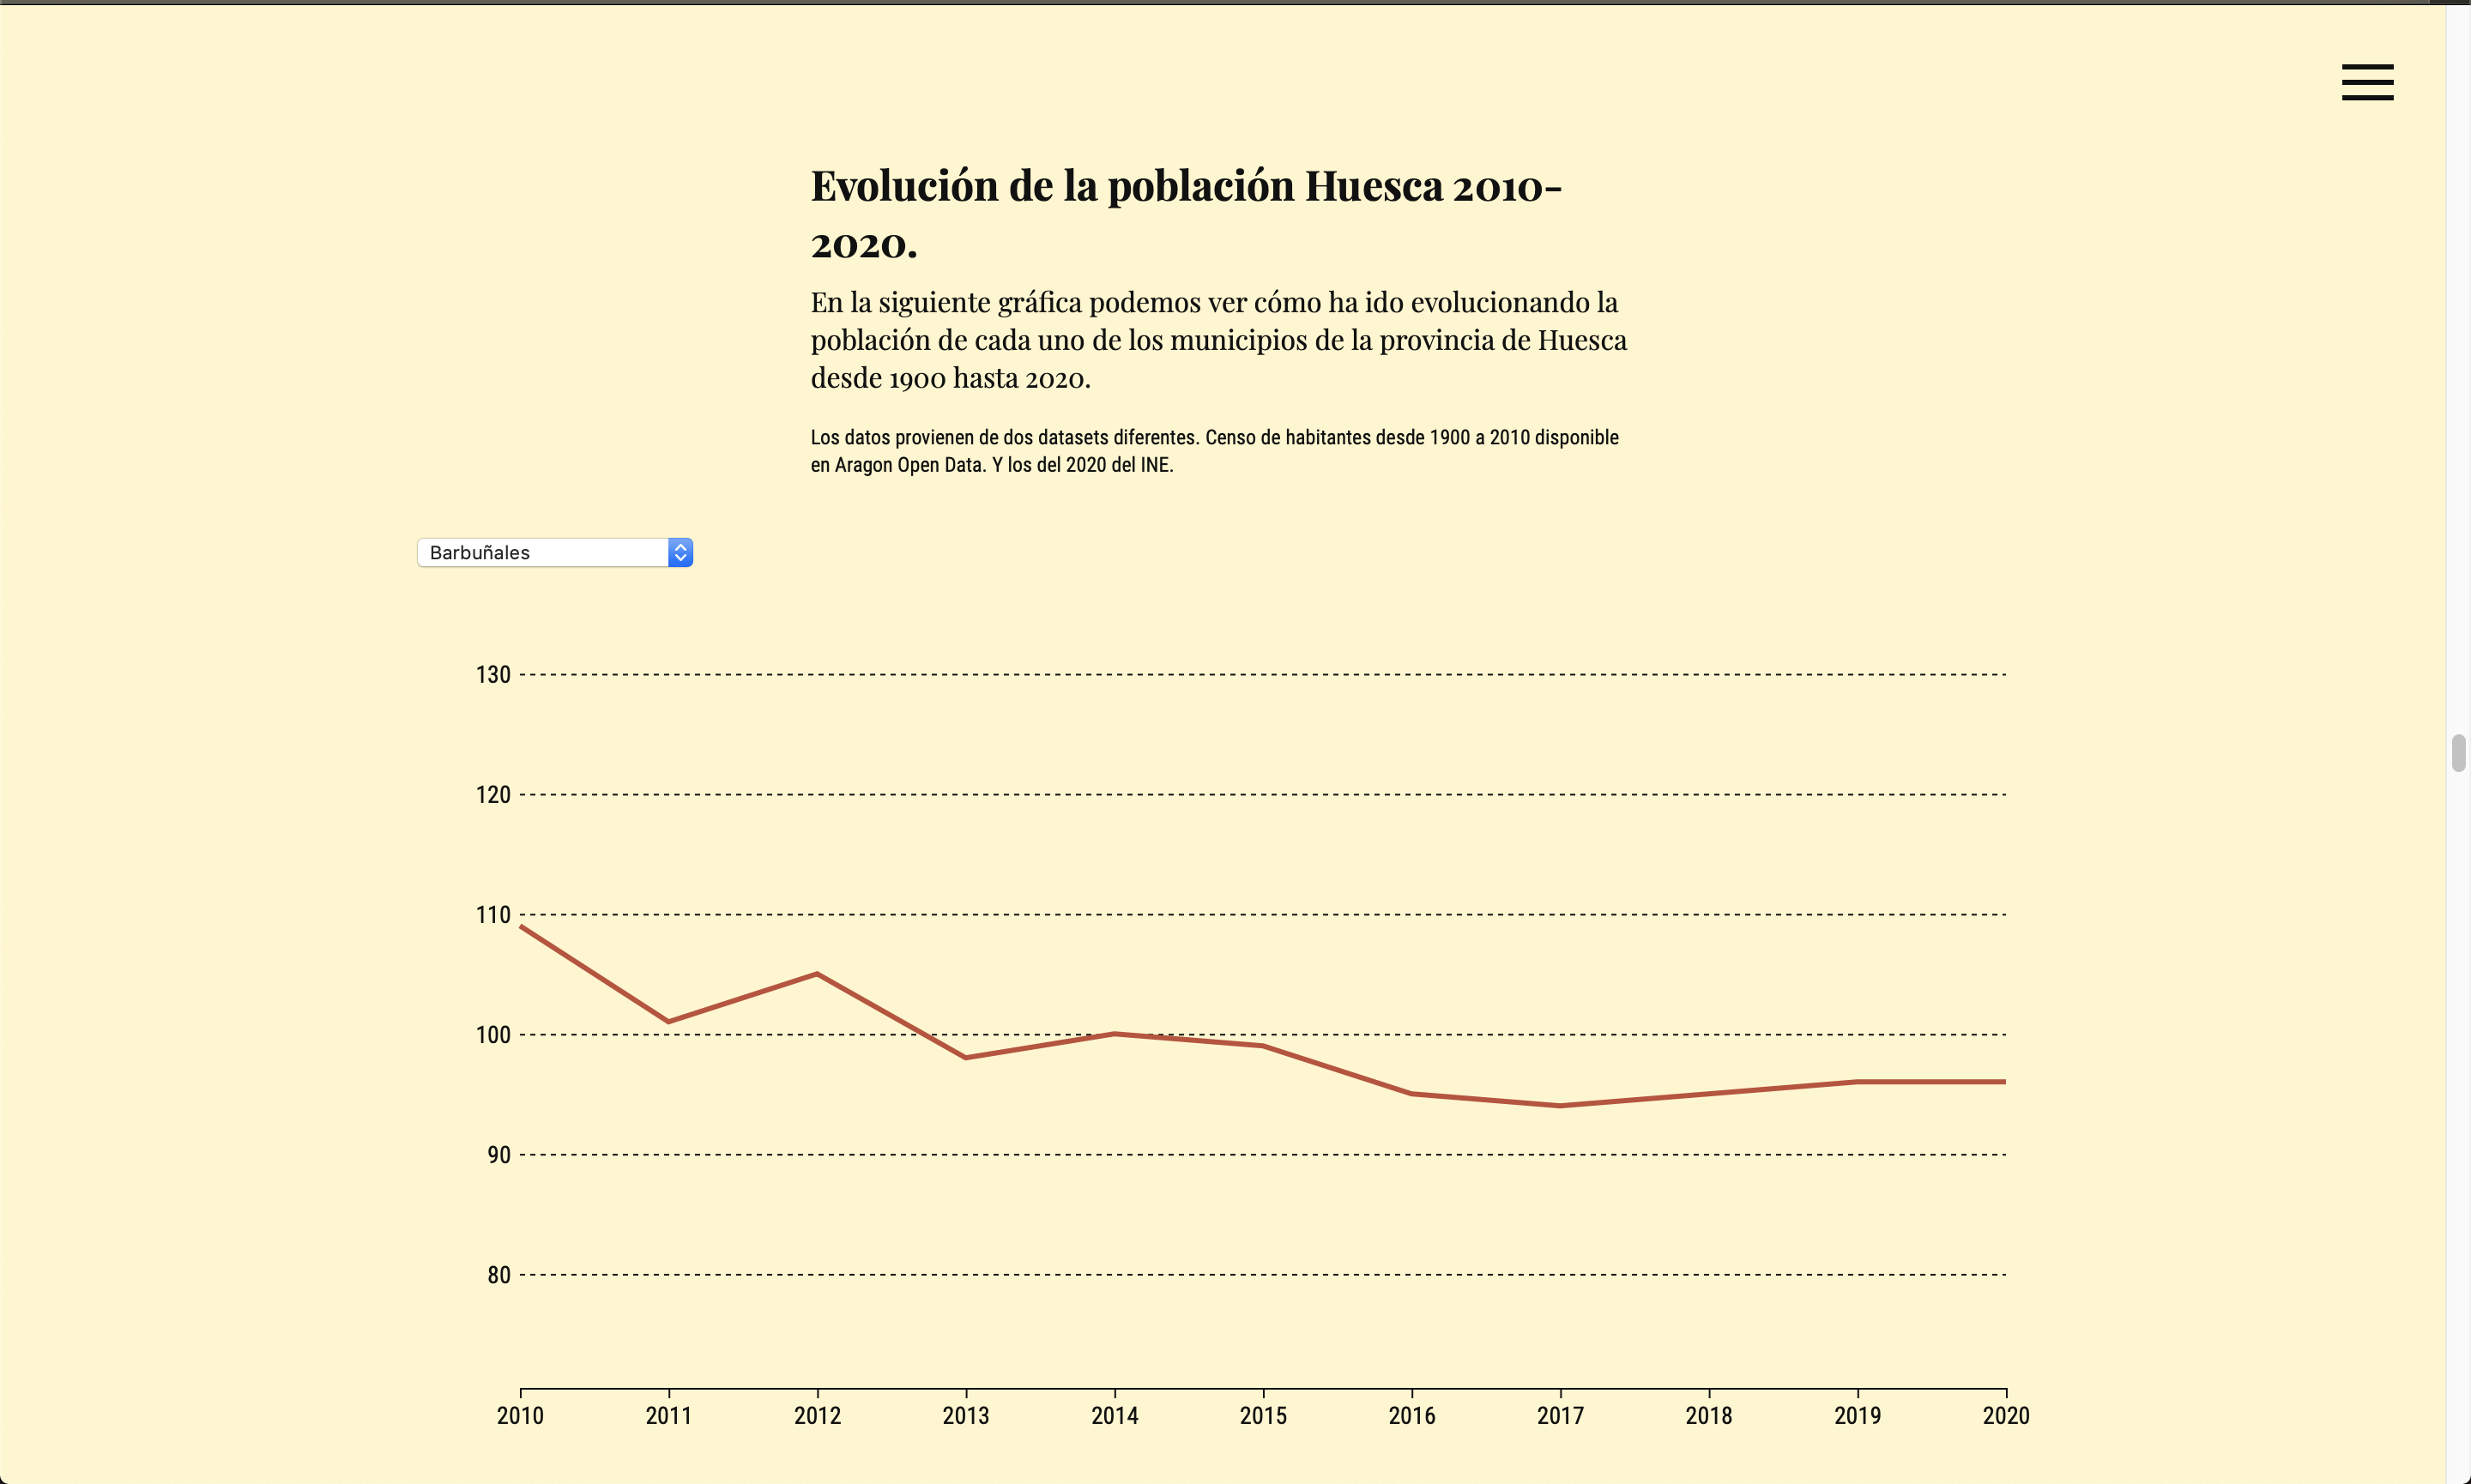 Evolución de la población Huesca 2010-
2020.
En la siguiente gráfica podemos ver cómo ha ido evolucionando la
población de cada uno de los municipios de la provincia de Huesca
desde 1900 hasta 2020.
Los datos provienen de dos datasets diferentes. Censo de habitantes desde 1900 a 2010 disponible
en Aragon Open Data. Y los del 2020 del INE.
Barbuñales
130
120
110
100
90
80
2010 2011 2012 2013 2014 2015 2016 2017 2018 2019 2020